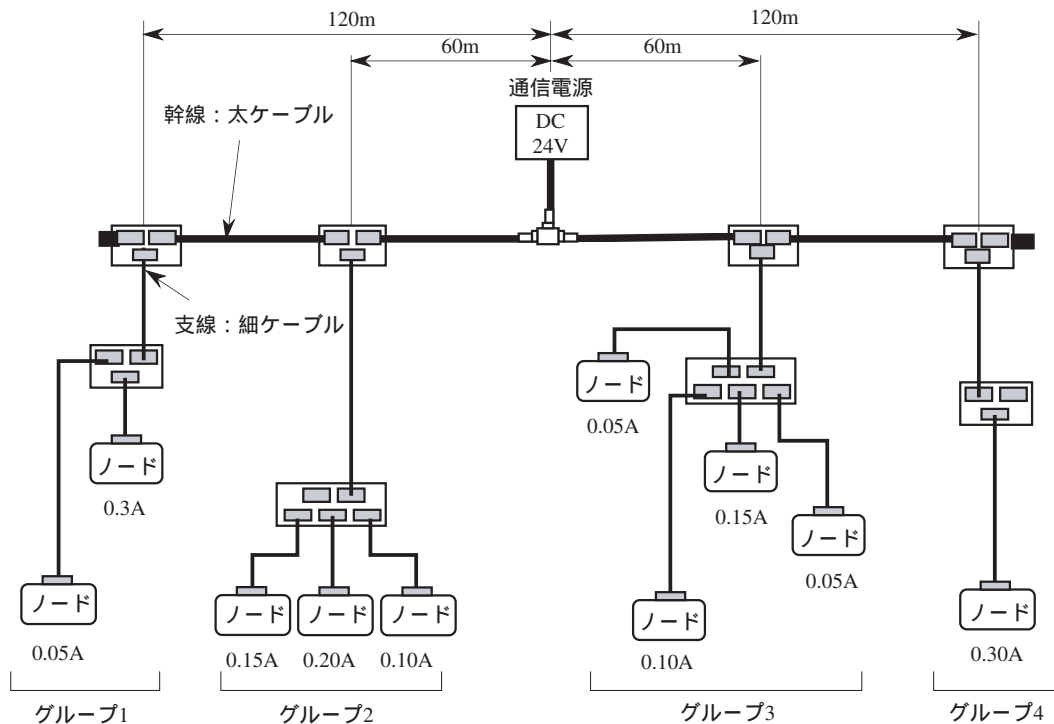 120m
120m
60m
60m
通信電源
DC
24V
幹線：太ケーブル
支線：細ケーブル
ノード
0.05A
ノード
0.3A
ノード
0.15A
ノード
0.05A
ノード
0.05A
ノード
0.15A
ノード
0.20A
ノード
0.10A
ノード
0.10A
ノード
0.30A
グループ1
グループ2
グループ3
グループ4